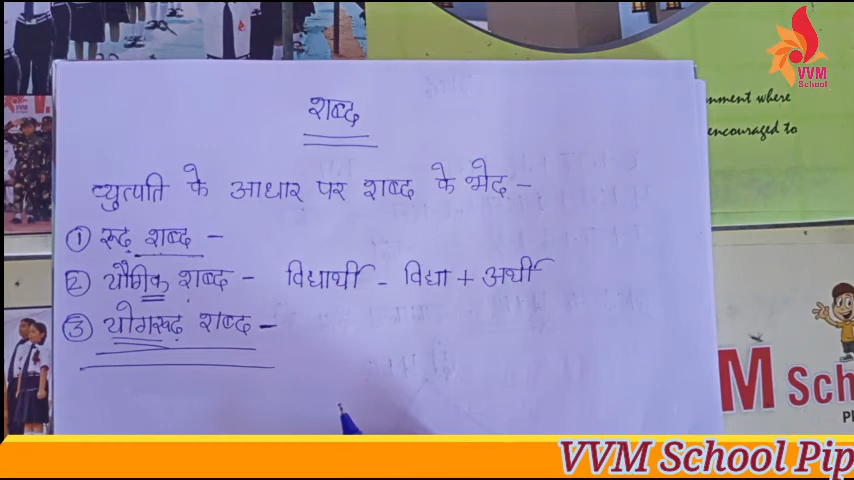 VVM
School
nment where
encouraged to
शब्द
व्युत्पति के आधार पर शब्द के भेद -
① रूढ़ शब्द -
② यौगिक शब्द - विद्यार्थी - विद्या + अर्थी
③ योगरूढ़ शब्द -
M Sch
VVM School Pip